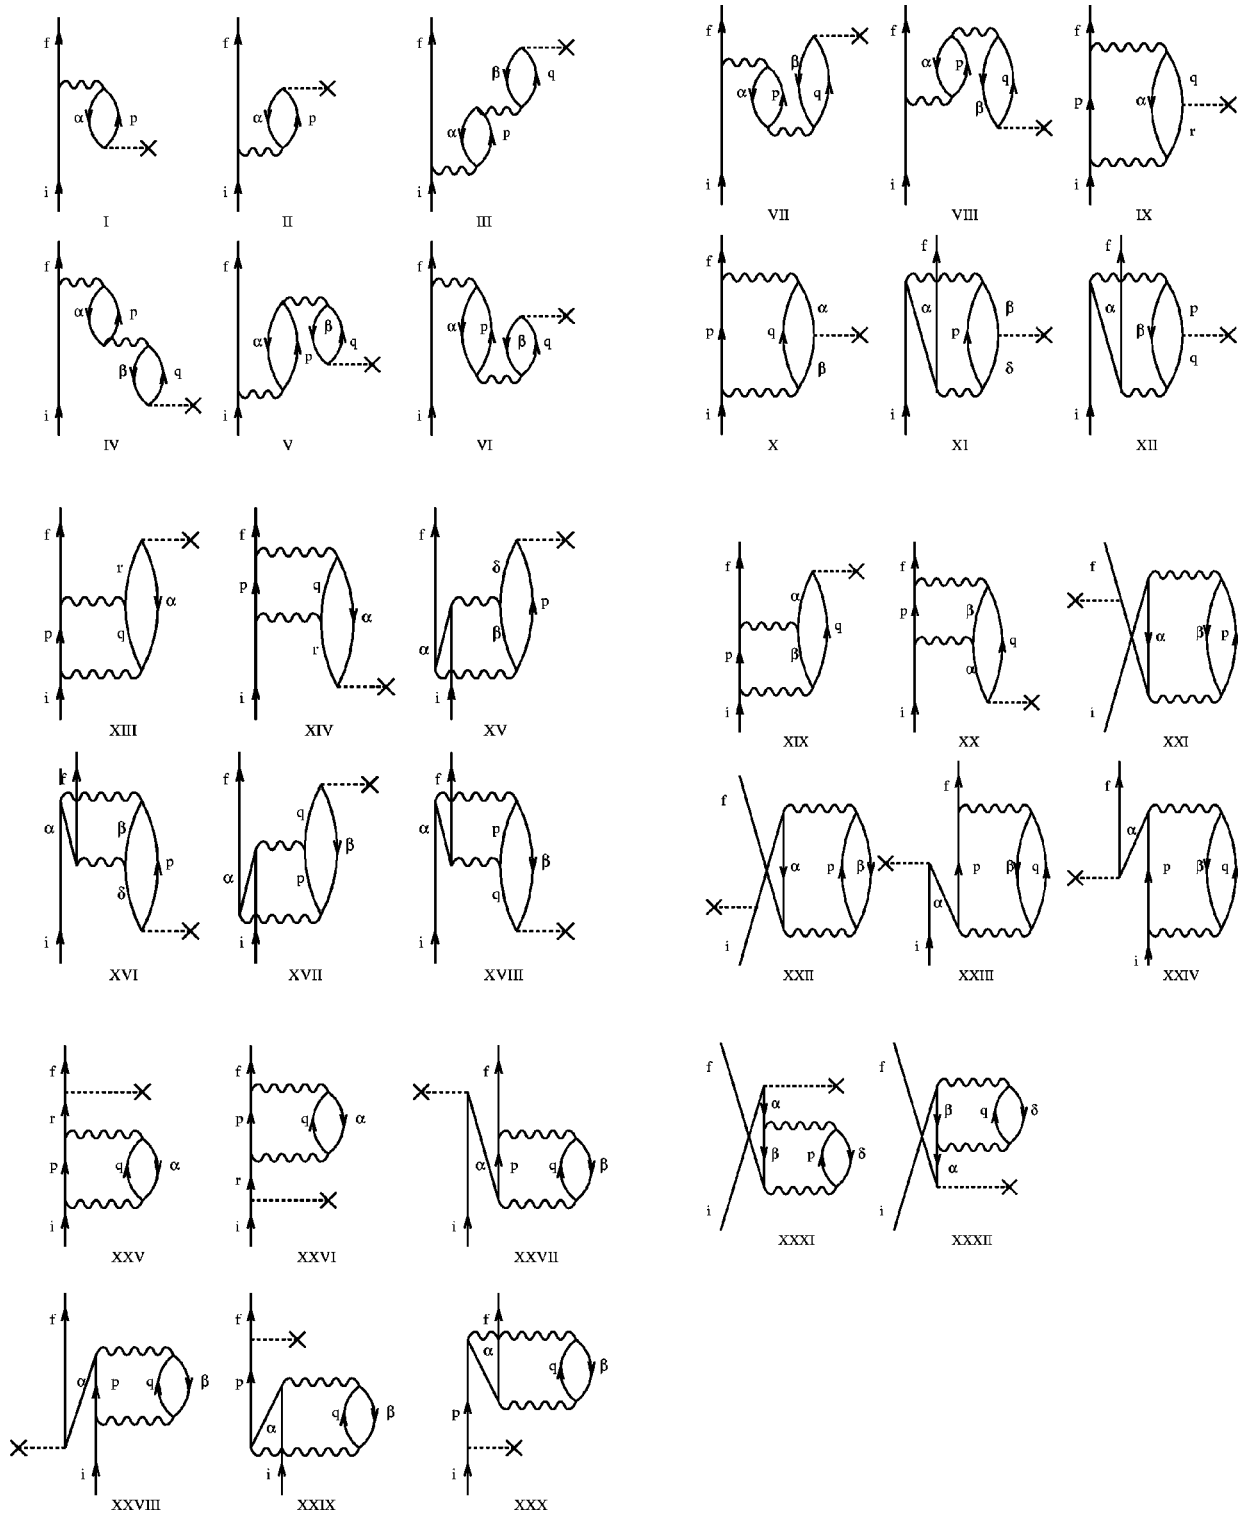 f
α p
i
I
f
α p
i
II
f
β q
α p
i
III
f
β
α p q
i
VII
f
α p
q
β
i
VIII
f
q
p α
r
i
IX
f
α p
β q
i
IV
f
β
α p q
i
V
f
α p β q
i
VI
f
α
p q
β
i
X
f
α β
p
δ
i
XI
f
α p
β
q
i
XII
f
r
α
p q
i
XIII
f
p q
α
r
i
XIV
f
δ
p
α β
i
XV
f
α
p β q
i
XIX
f
p β
q
α
i
XX
f
α β p
i
XXI
f
α β
p
δ
i
XVI
f
q
β
α p
i
XVII
f
α p
β
q
i
XVIII
f
α p β
i
XXII
f
p β q
α
i
XXIII
f
α
p β q
i
XXIV
f
r
p q α
i
XXV
f
p q α
r
i
XXVI
f
α p q β
i
XXVII
f
α
β p δ
i
XXXI
f
β q δ
α
i
XXXII
f
α p q β
i
XXVIII
f
p
α q β
i
XXIX
f
α
q β
p
i
XXX